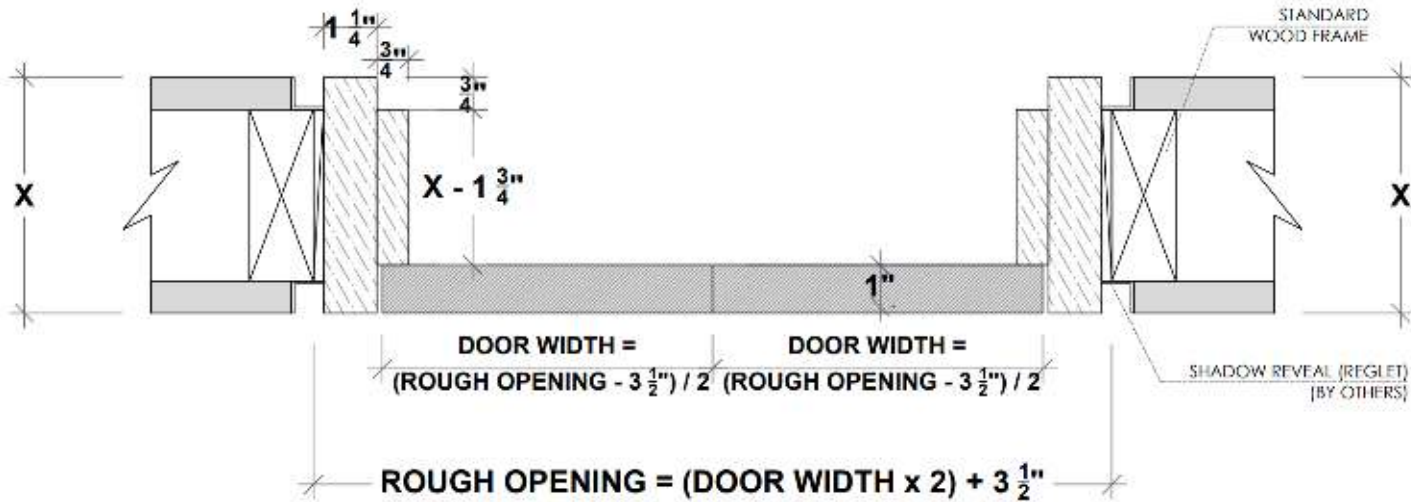 1 1/4"
STANDARD
WOOD FRAME
3/4"
3/4"
X
X - 1 3/4"
X
1"
DOOR WIDTH =
(ROUGH OPENING - 3 1/2") / 2
DOOR WIDTH =
(ROUGH OPENING - 3 1/2") / 2
SHADOW REVEAL (REGLET)
(BY OTHERS)
ROUGH OPENING = (DOOR WIDTH x 2) + 3 1/2"